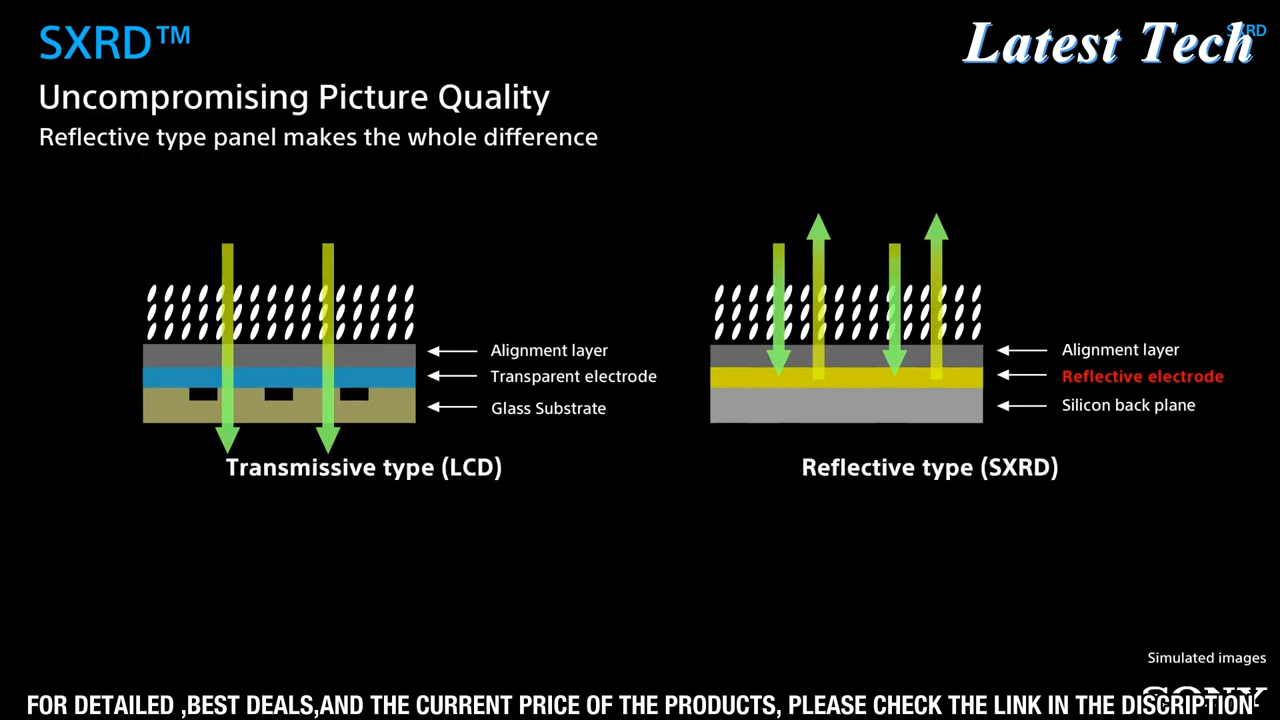 SXRD™
SXRD
Latest Tech
Uncompromising Picture Quality
Reflective type panel makes the whole difference
Alignment layer
Transparent electrode
Glass Substrate
Transmissive type (LCD)
Alignment layer
Reflective electrode
Silicon back plane
Reflective type (SXRD)
Simulated images
SONY
FOR DETAILED ,BEST DEALS,AND THE CURRENT PRICE OF THE PRODUCTS, PLEASE CHECK THE LINK IN THE DISCRIPTION